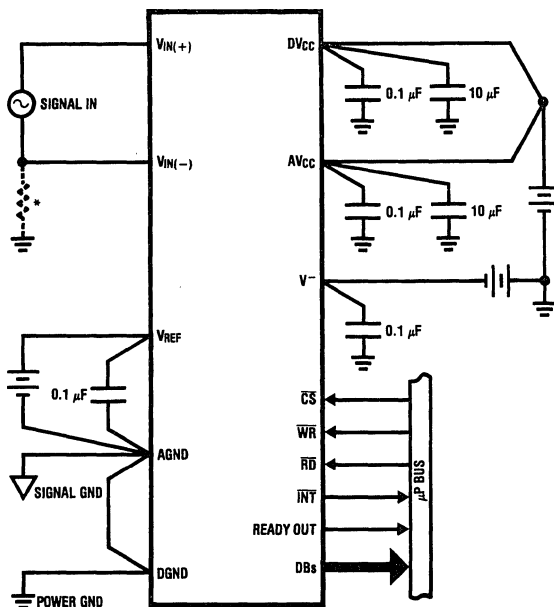 VIN(+)
SIGNAL IN
VIN(−)
*
VREF
0.1 μF
AGND
SIGNAL GND
DGND
POWER GND
DVCC
0.1 μF
10 μF
AVCC
0.1 μF
10 μF
V−
0.1 μF
CS
WR
RD
INT
READY OUT
DBs
μP BUS